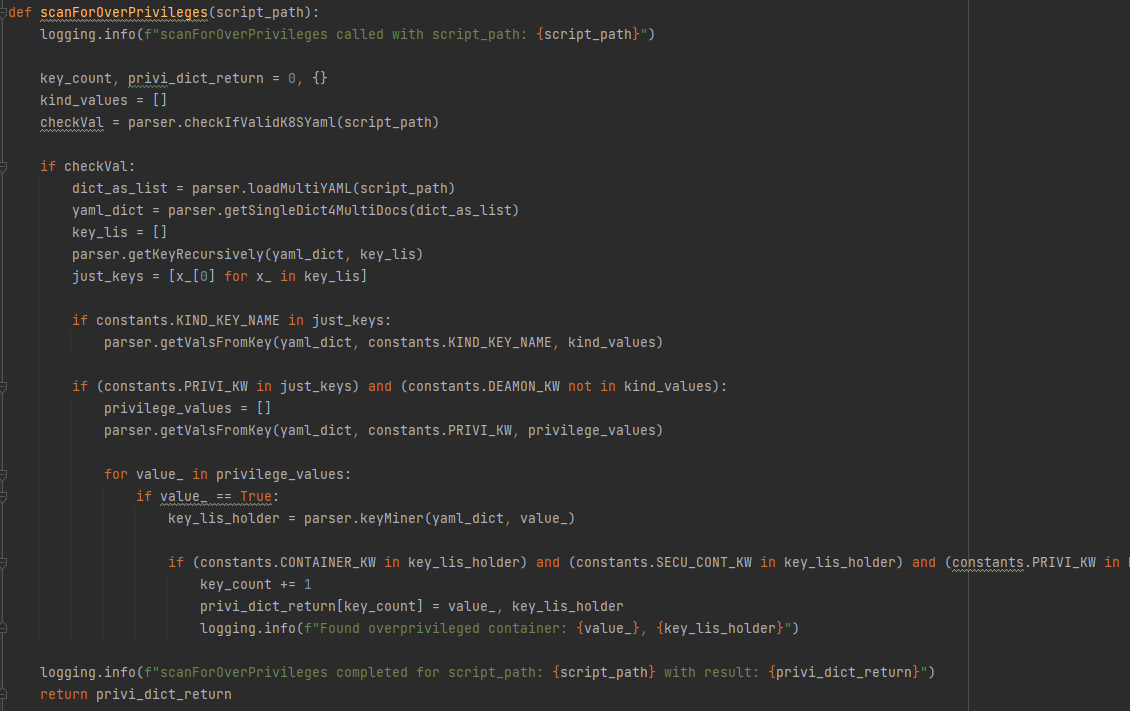 def scanForOverPrivileges(script_path):
    logging.info(f"scanForOverPrivileges called with script_path: {script_path}")
    key_count, privi_dict_return = 0, {}
    kind_values = []
    checkVal = parser.checkIfValidK8SYaml(script_path)
    if checkVal:
        dict_as_list = parser.loadMultiYAML(script_path)
        yaml_dict = parser.getSingleDict4MultiDocs(dict_as_list)
        key_lis = []
        parser.getKeyRecursively(yaml_dict, key_lis)
        just_keys = [x_[0] for x_ in key_lis]
        if constants.KIND_KEY_NAME in just_keys:
            parser.getValsFromKey(yaml_dict, constants.KIND_KEY_NAME, kind_values)
        if (constants.PRIVI_KW in just_keys) and (constants.DEAMON_KW not in kind_values):
            privilege_values = []
            parser.getValsFromKey(yaml_dict, constants.PRIVI_KW, privilege_values)
            for value_ in privilege_values:
                if value_ == True:
                    key_lis_holder = parser.keyMiner(yaml_dict, value_)
                    if (constants.CONTAINER_KW in key_lis_holder) and (constants.SECU_CONT_KW in key_lis_holder) and (constants.PRIVI_KW in
                        key_count += 1
                        privi_dict_return[key_count] = value_, key_lis_holder
                        logging.info(f"Found overprivileged container: {value_}, {key_lis_holder}")
    logging.info(f"scanForOverPrivileges completed for script_path: {script_path} with result: {privi_dict_return}")
    return privi_dict_return